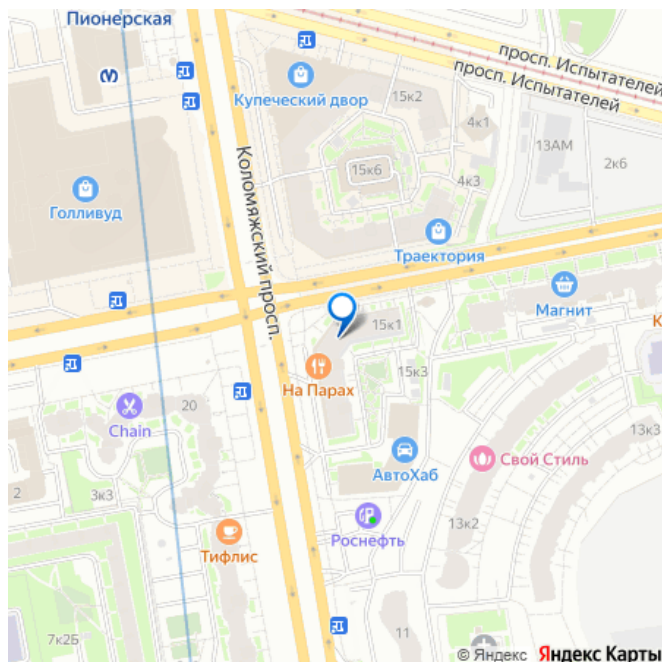 Пионерская
просп. Испытателей
просп. Испытателей
Купеческий двор
15к2
4к1
13АМ
2к6
Коломяжский просп.
15к6
4к3
Голливуд
Траектория
Магнит
К
15к1
На Парах
15к3
20
Chain
АвтоХаб
Свой Стиль
13к3
2
3к3
Роснефть
13к2
Тифлис
7к2Б
11
© Яндекс Яндекс Карты